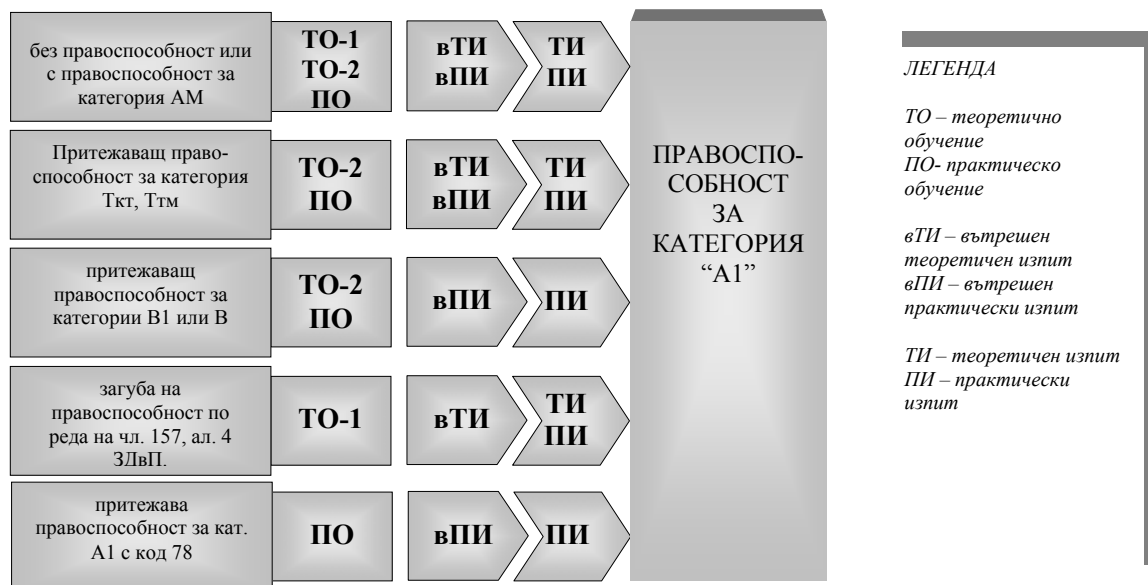 без правоспособност или
с правоспособност за
категория АМ
ТО-1
ТО-2
ПО
вТИ
вПИ
ТИ
ПИ
Притежаващ право-
способност за категория
Ткт, Ттм
ТО-2
ПО
вТИ
вПИ
ТИ
ПИ
притежаващ
правоспособност за
категории В1 или В
ТО-2
ПО
вПИ
ПИ
загуба на
правоспособност по
реда на чл. 157, ал. 4
ЗДвП.
ТО-1
вТИ
ТИ
ПИ
притежава
правоспособност за кат.
А1 с код 78
ПО
вПИ
ПИ
ПРАВОСПО-
СОБНОСТ
ЗА
КАТЕГОРИЯ
“А1”
ЛЕГЕНДА
ТО – теоретично
обучение
ПО- практическо
обучение
вТИ – вътрешен
теоретичен изпит
вПИ – вътрешен
практически изпит
ТИ – теоретичен изпит
ПИ – практически
изпит